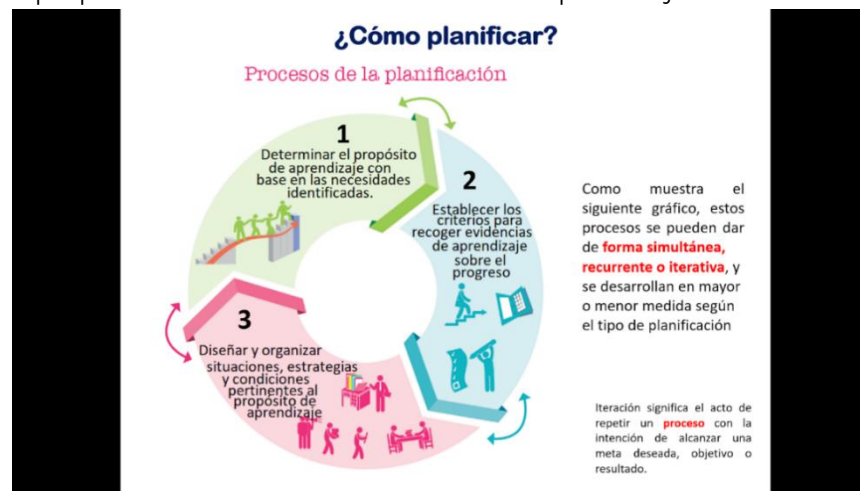 ¿Cómo planificar?
Procesos de la planificación
1
Determinar el propósito
de aprendizaje con
base en las necesidades
identificadas.
2
Establecer los
criterios para
recoger evidencias
de aprendizaje
sobre el
progreso
3
Diseñar y organizar
situaciones, estrategias
y condiciones
pertinentes al
propósito de
aprendizaje
Como muestra el
siguiente gráfico, estos
procesos se pueden dar
de forma simultánea,
recurrente o iterativa, y
se desarrollan en mayor
o menor medida según
el tipo de planificación
Iteración significa el acto de
repetir un proceso con la
intención de alcanzar una
meta deseada, objetivo o
resultado.